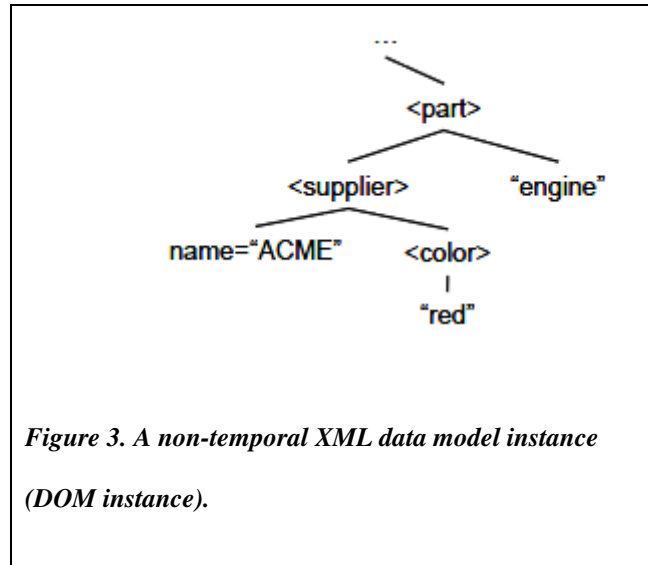 ...
<part>
<supplier> “engine”
name=“ACME” <color>
“red”
Figure 3. A non-temporal XML data model instance
(DOM instance).